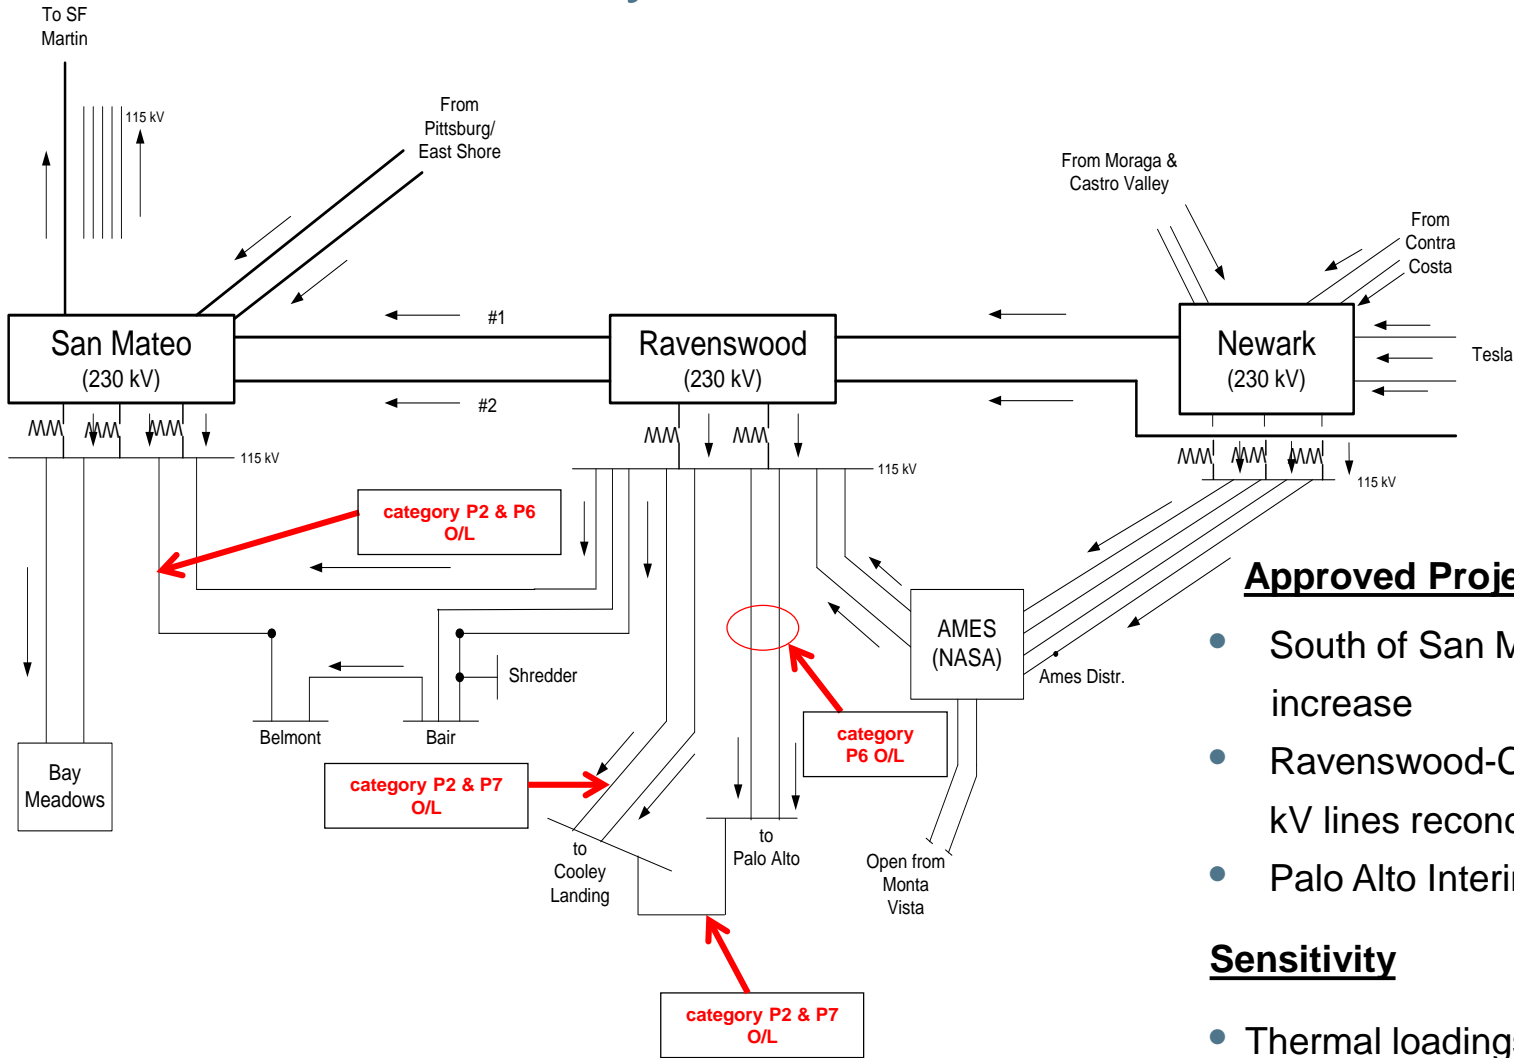 To SF
Martin
115 kV
From
Pittsburg/
East Shore
From Moraga &
Castro Valley
From
Contra
Costa
#1
San Mateo
(230 kV)
Ravenswood
(230 kV)
Newark
(230 kV)
Tesla
#2
115 kV
115 kV
115 kV
category P2 & P6
O/L
AMES
(NASA)
Ames Distr.
Shredder
Belmont
Bair
category
P6 O/L
Bay
Meadows
category P2 & P7
O/L
to
Cooley
Landing
to
Palo Alto
Open from
Monta
Vista
category P2 & P7
O/L
Approved Proje
• South of San M
increase
• Ravenswood-C
kV lines recond
• Palo Alto Interin
Sensitivity
• Thermal loadings